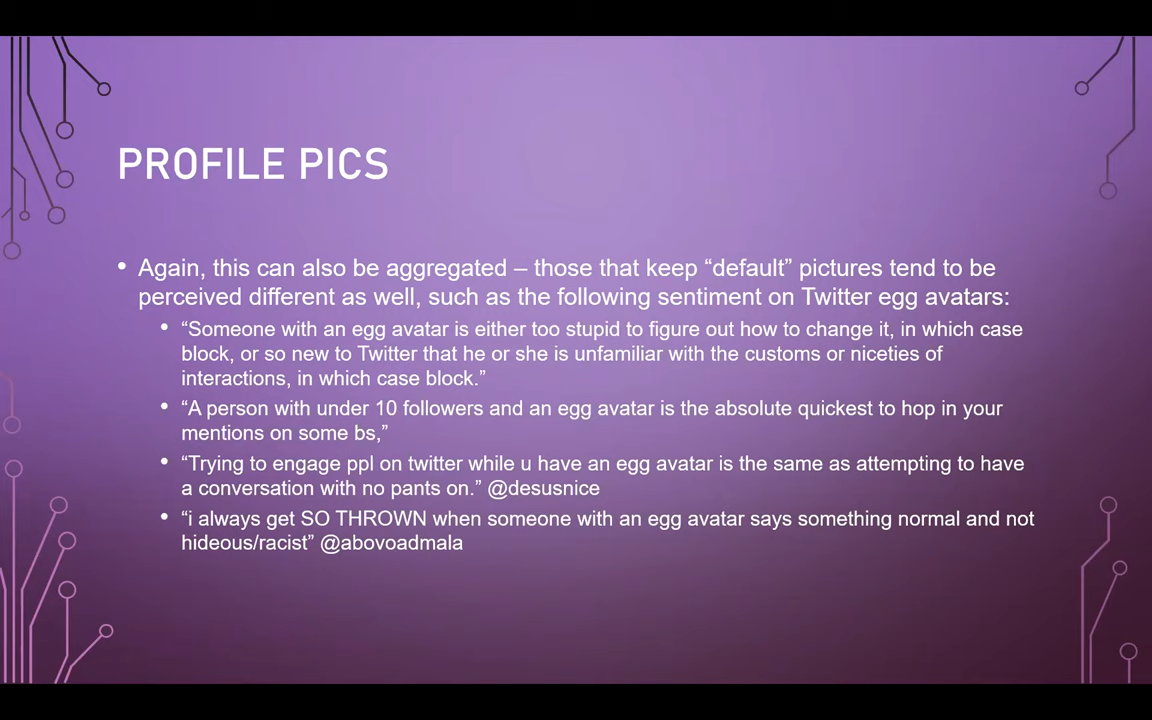 PROFILE PICS
• Again, this can also be aggregated – those that keep “default” pictures tend to be
perceived different as well, such as the following sentiment on Twitter egg avatars:
• “Someone with an egg avatar is either too stupid to figure out how to change it, in which case
block, or so new to Twitter that he or she is unfamiliar with the customs or niceties of
interactions, in which case block.”
• “A person with under 10 followers and an egg avatar is the absolute quickest to hop in your
mentions on some bs,”
• “Trying to engage ppl on twitter while u have an egg avatar is the same as attempting to have
a conversation with no pants on.” @desusnice
• “i always get SO THROWN when someone with an egg avatar says something normal and not
hideous/racist” @abovoadmala